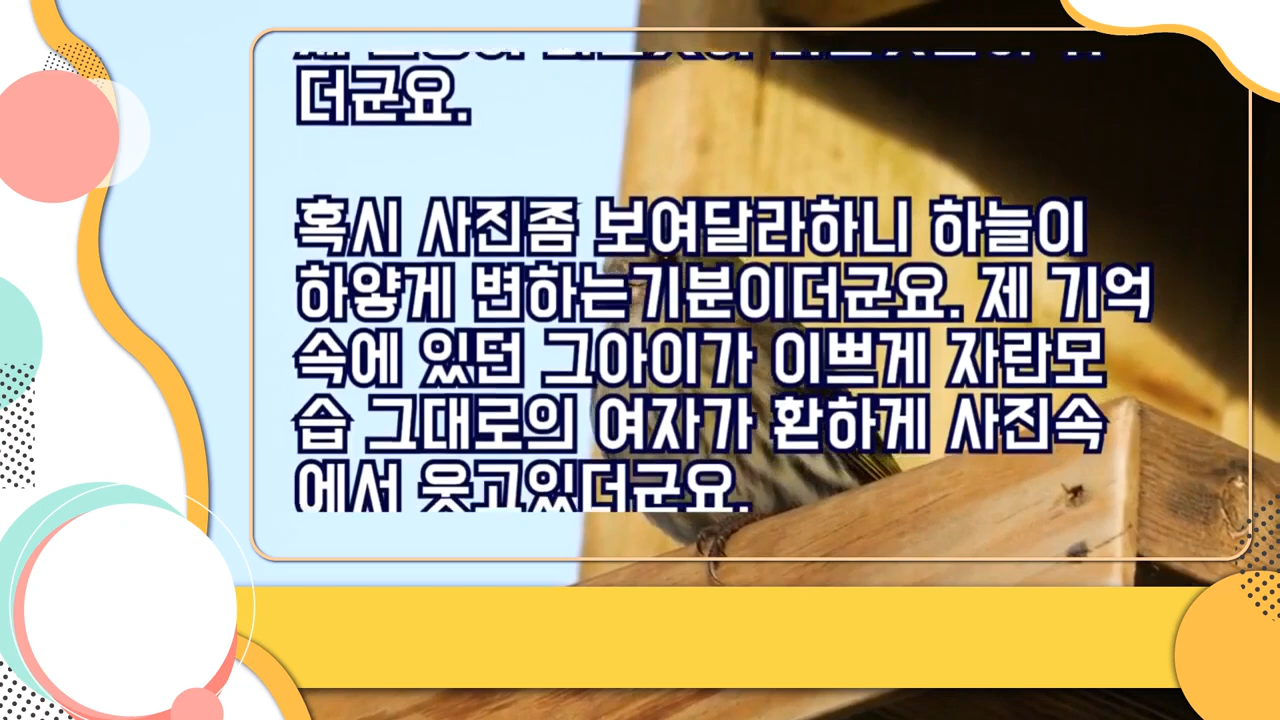 더군요.
혹시 사진좀 보여달라하니 하늘이
하얗게 변하는기분이더군요. 제 기억
속에 있던 그아이가 이쁘게 자란모
습 그대로의 여자가 환하게 사진속
에서 웃고있더군요.